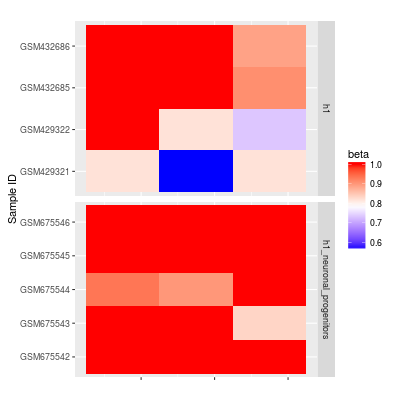 GSM432686
GSM432685
GSM429322
GSM429321
h1
GSM675546
GSM675545
GSM675544
GSM675543
GSM675542
h1_neuronal_progenitors
Sample ID
beta
1.0
0.9
0.8
0.7
0.6